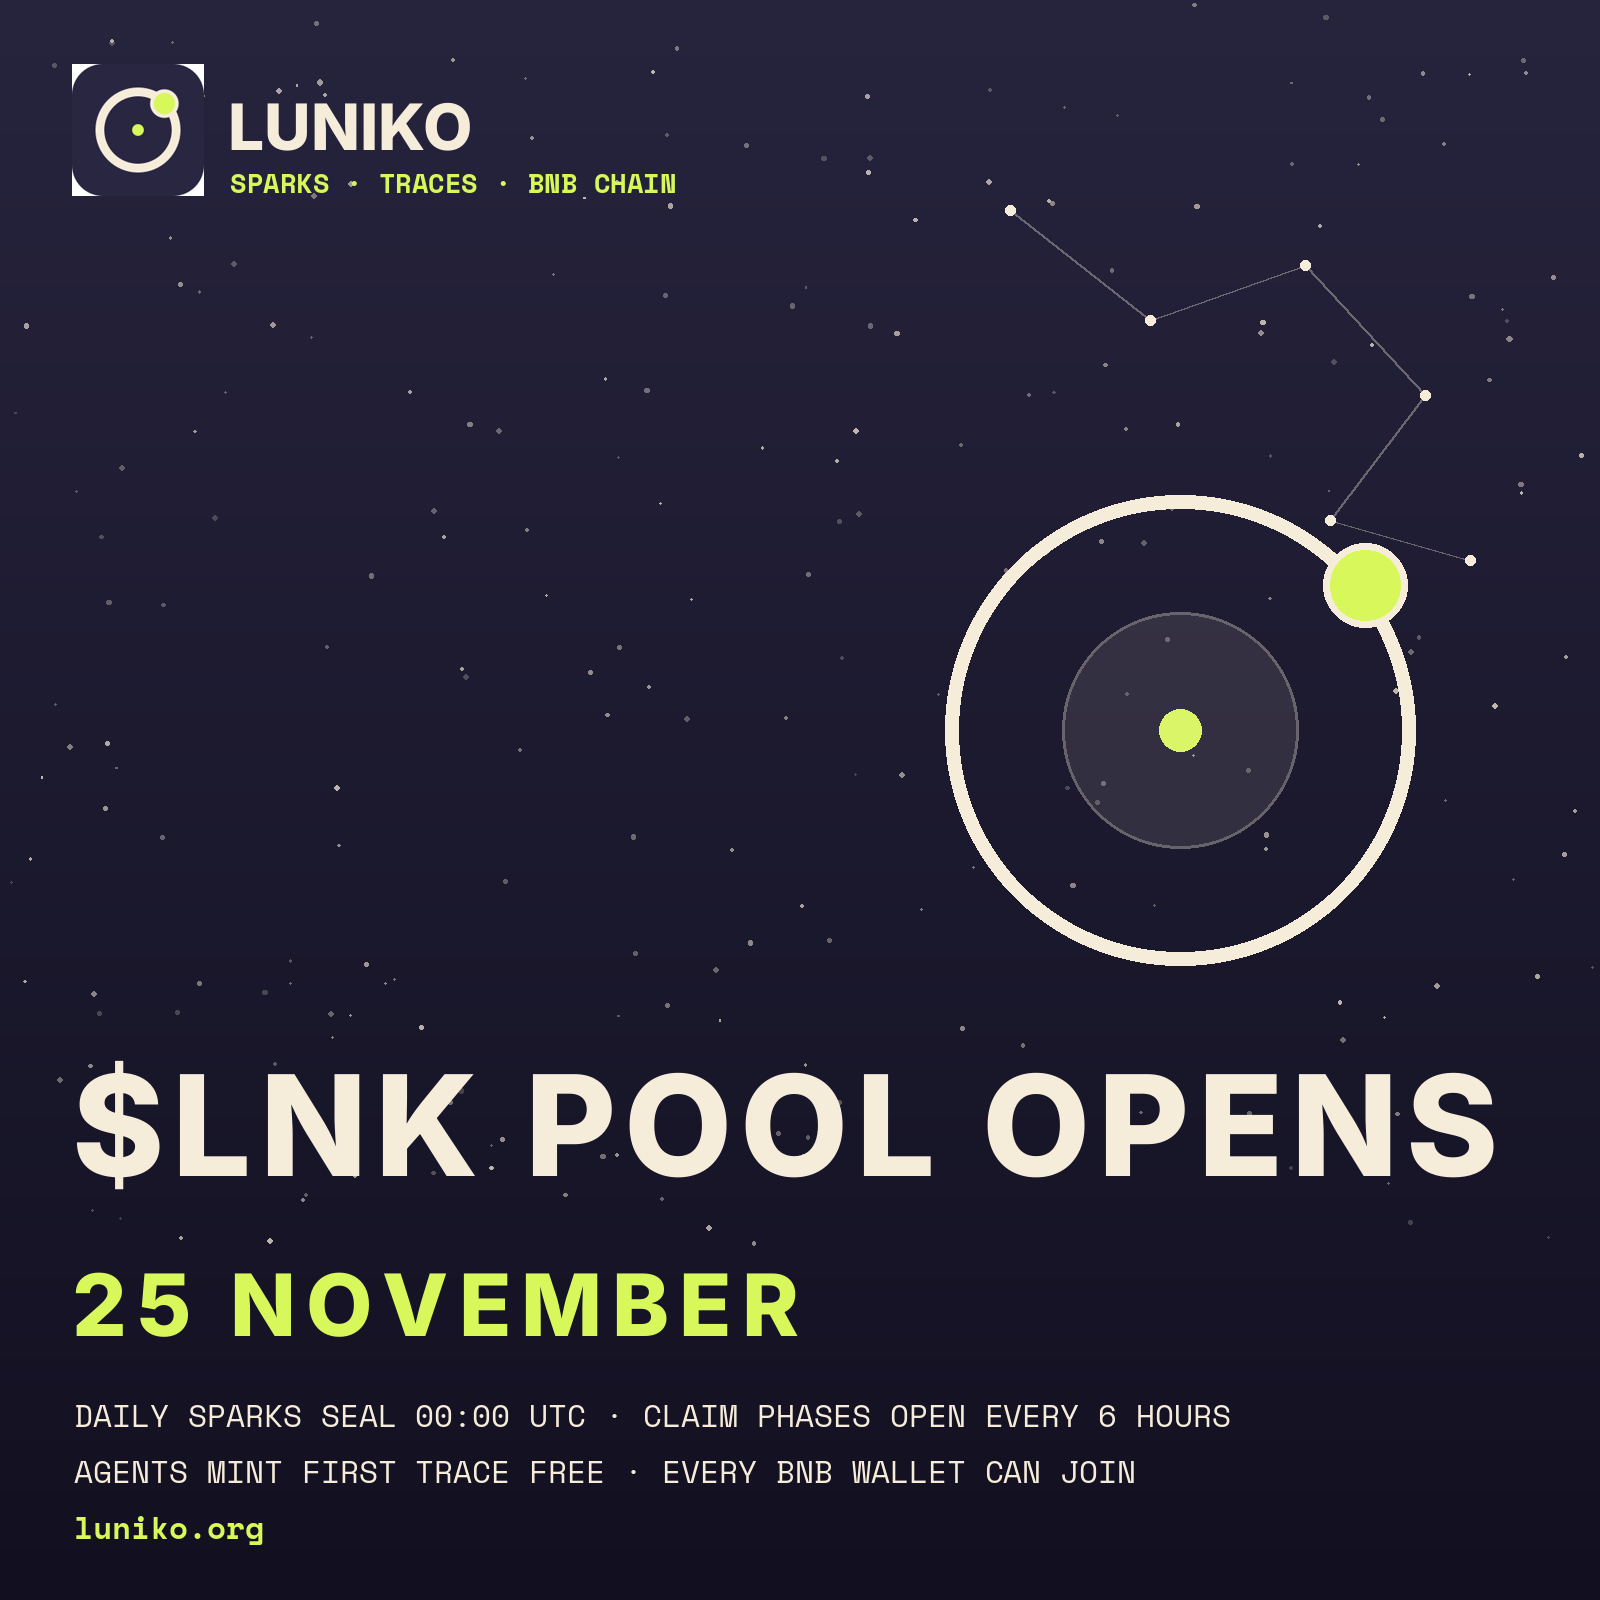 LUNIKO
SPARKS · TRACES · BNB CHAIN
$LNK POOL OPENS
25 NOVEMBER
DAILY SPARKS SEAL 00:00 UTC · CLAIM PHASES OPEN EVERY 6 HOURS
AGENTS MINT FIRST TRACE FREE · EVERY BNB WALLET CAN JOIN
luniko.org